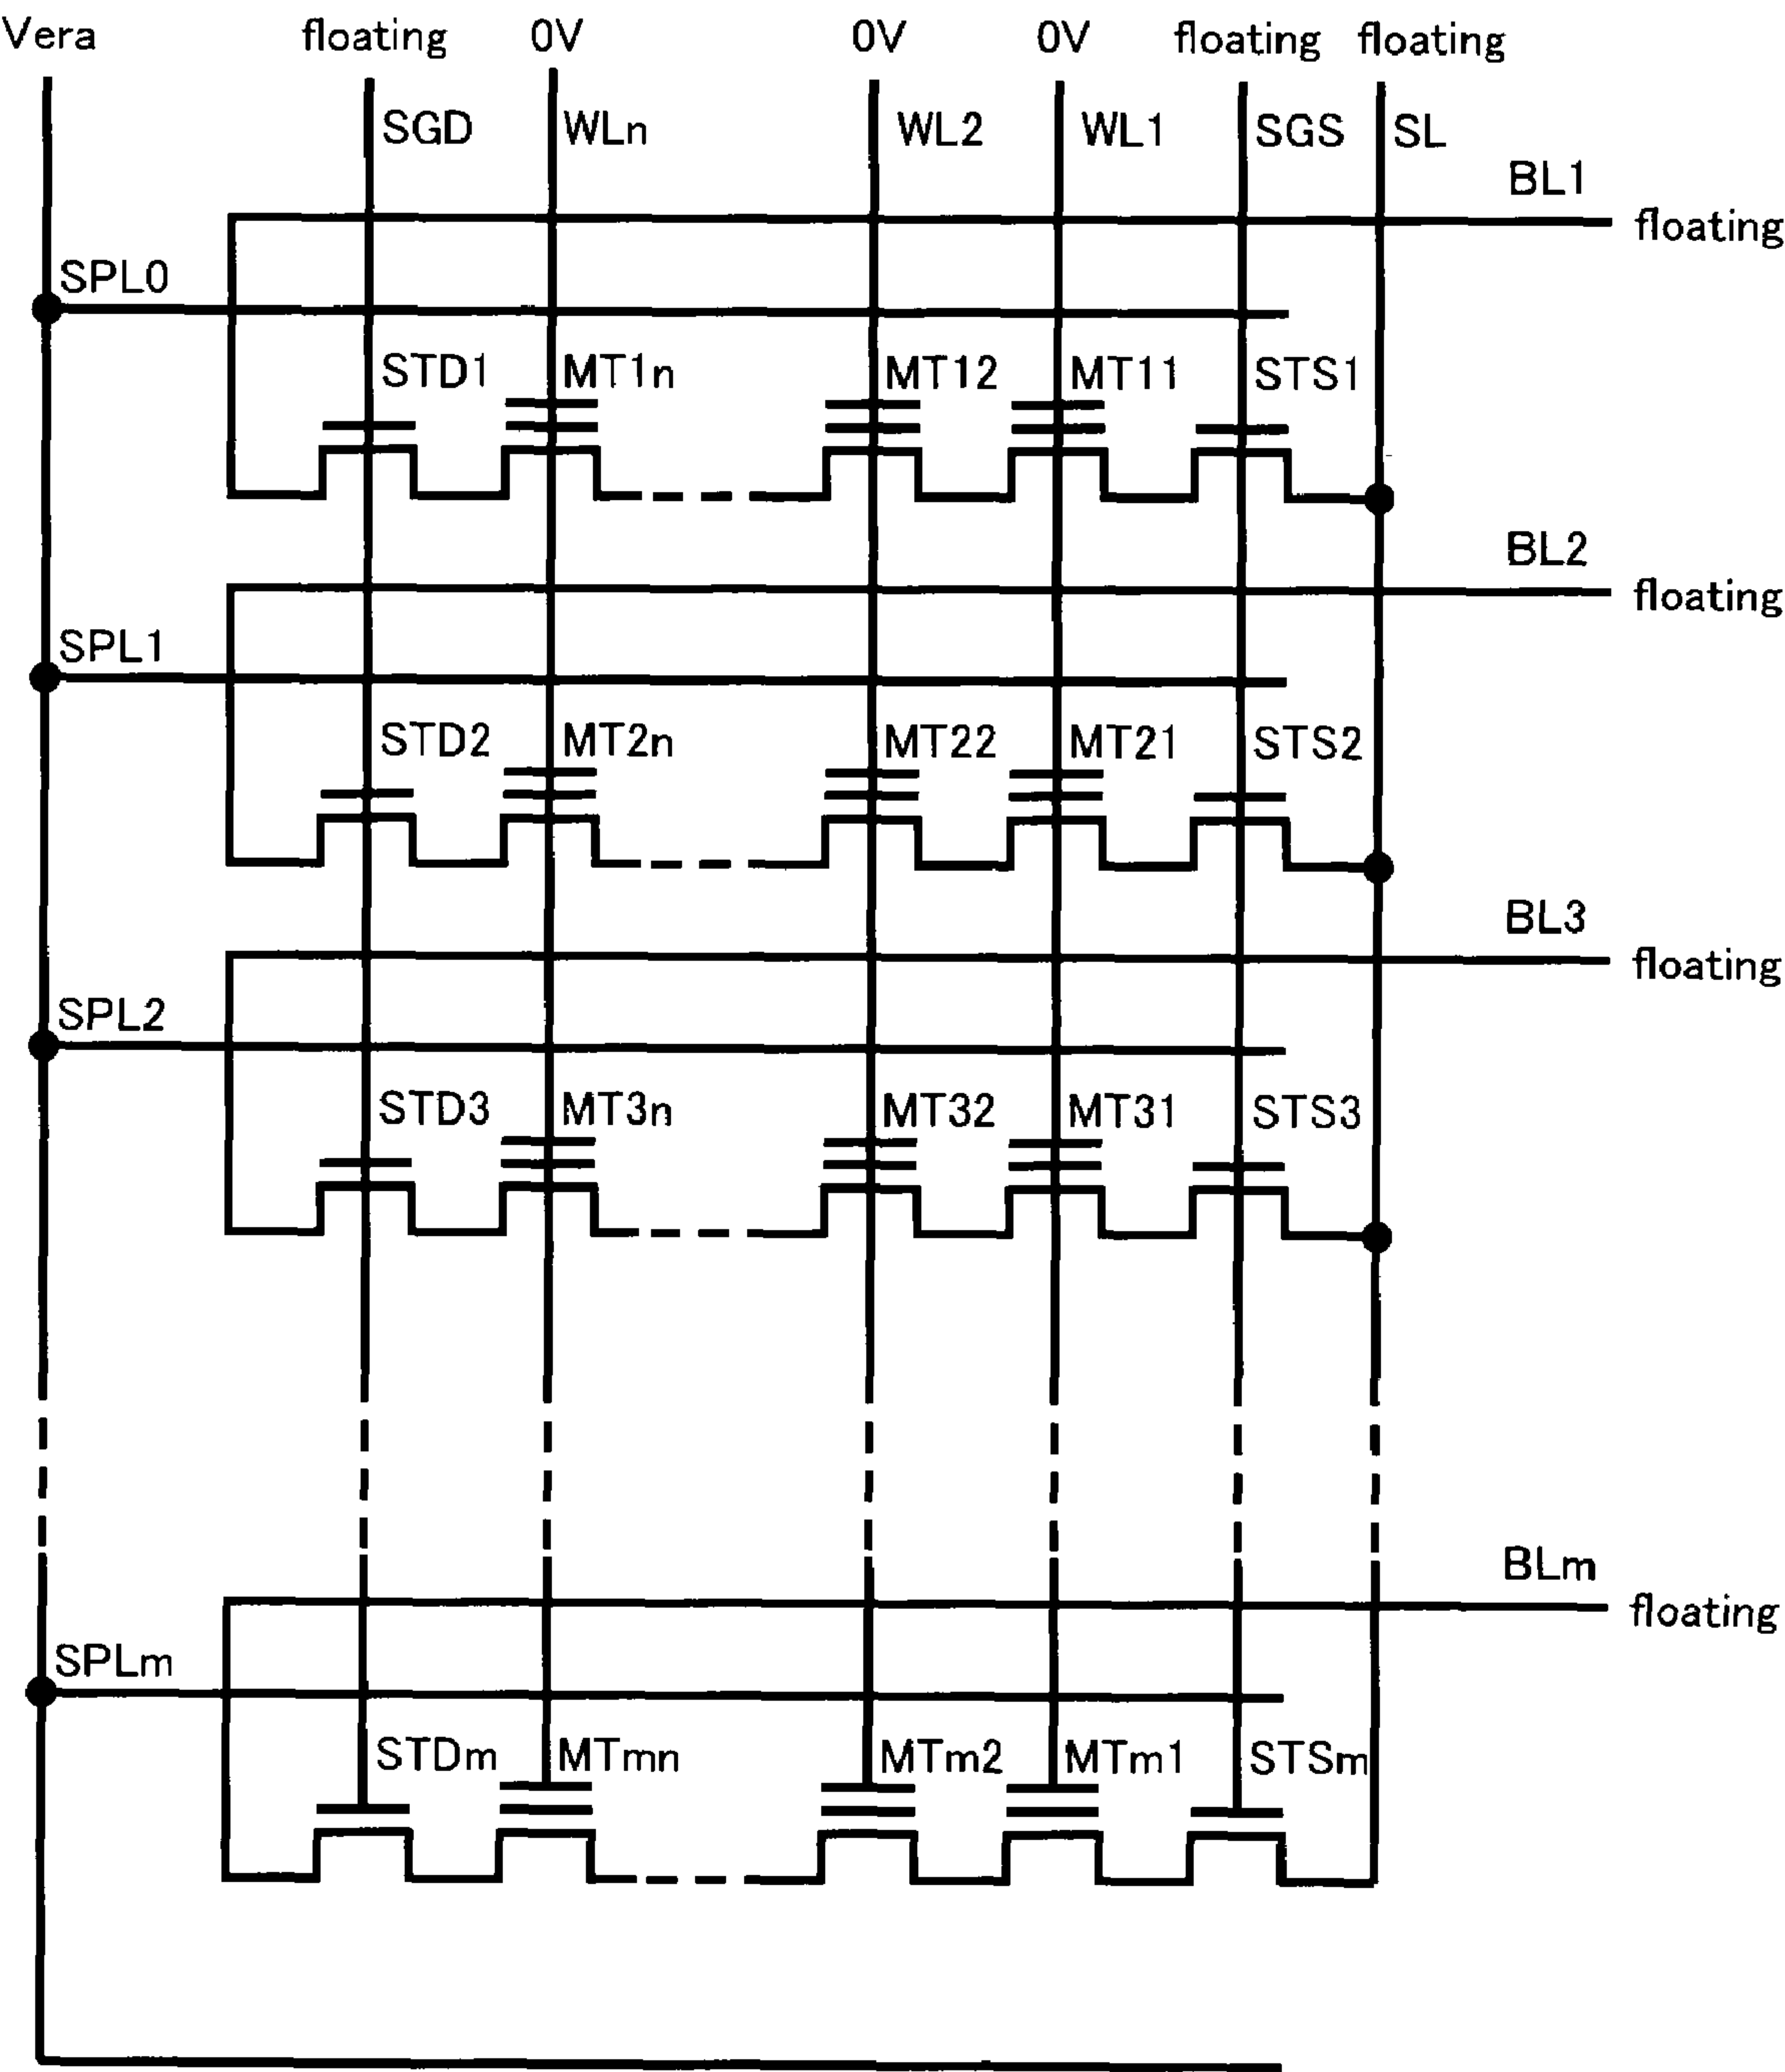 Vera floating 0V 0V 0V floating floating
SGD WLn WL2 WL1 SGS SL
BL1
floating
SPL0
STD1 MT1n MT12 MT11 STS1
BL2
floating
SPL1
STD2 MT2n MT22 MT21 STS2
BL3
floating
SPL2
STD3 MT3n MT32 MT31 STS3
BLm
floating
SPLm
STDm MTmn MTm2 MTm1 STSm